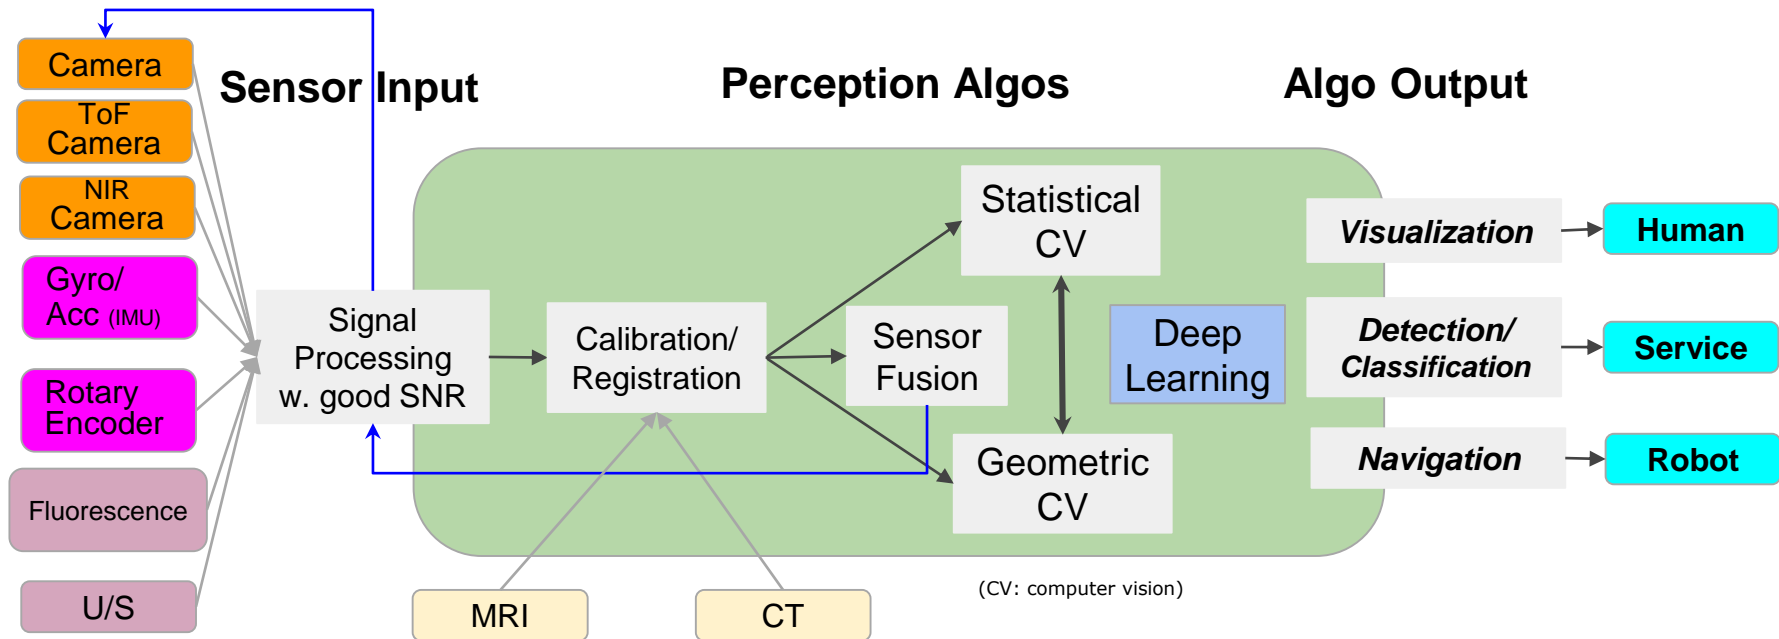 Sensor Input
Perception Algos
Algo Output
Camera
ToF
Camera
NIR
Camera
Gyro/
Acc (IMU)
Rotary
Encoder
Fluorescence
U/S
Signal
Processing
w. good SNR
Calibration/
Registration
MRI
CT
Statistical
CV
Sensor
Fusion
Geometric
CV
Deep
Learning
Visualization
Detection/
Classification
Navigation
Human
Service
Robot
(CV: computer vision)